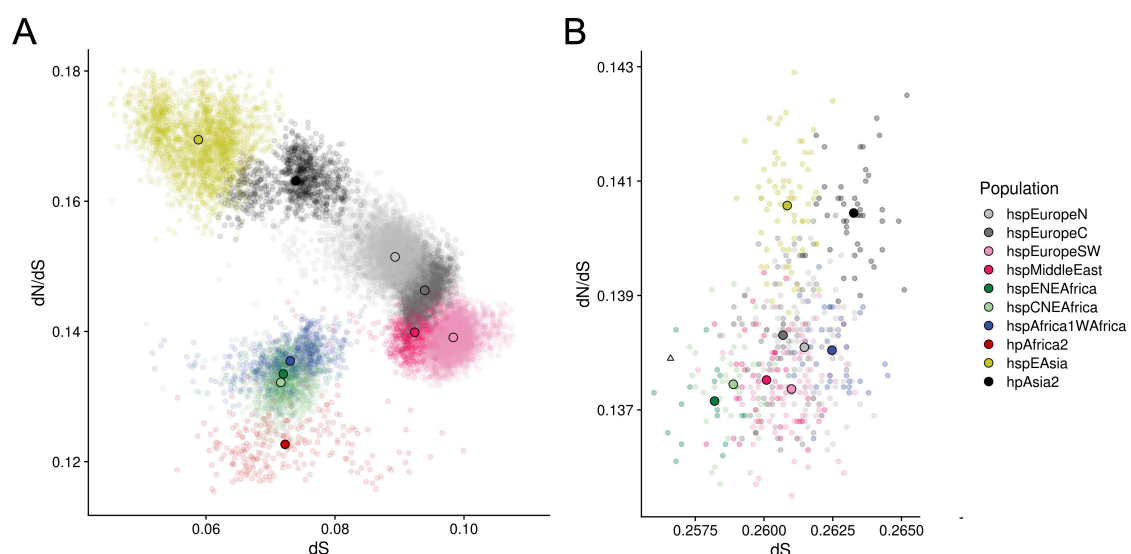 A
B
0.18
0.16
0.14
0.12
dN/dS
0.06
0.08
0.10
dS
0.143
0.141
0.139
0.137
dN/dS
0.2575
0.2600
0.2625
0.2650
dS
Population
hspEuropeN
hspEuropeC
hspEuropeSW
hspMiddleEast
hspENEAfrica
hspCNEAfrica
hspAfrica1WAfrica
hpAfrica2
hspEAsia
hpAsia2